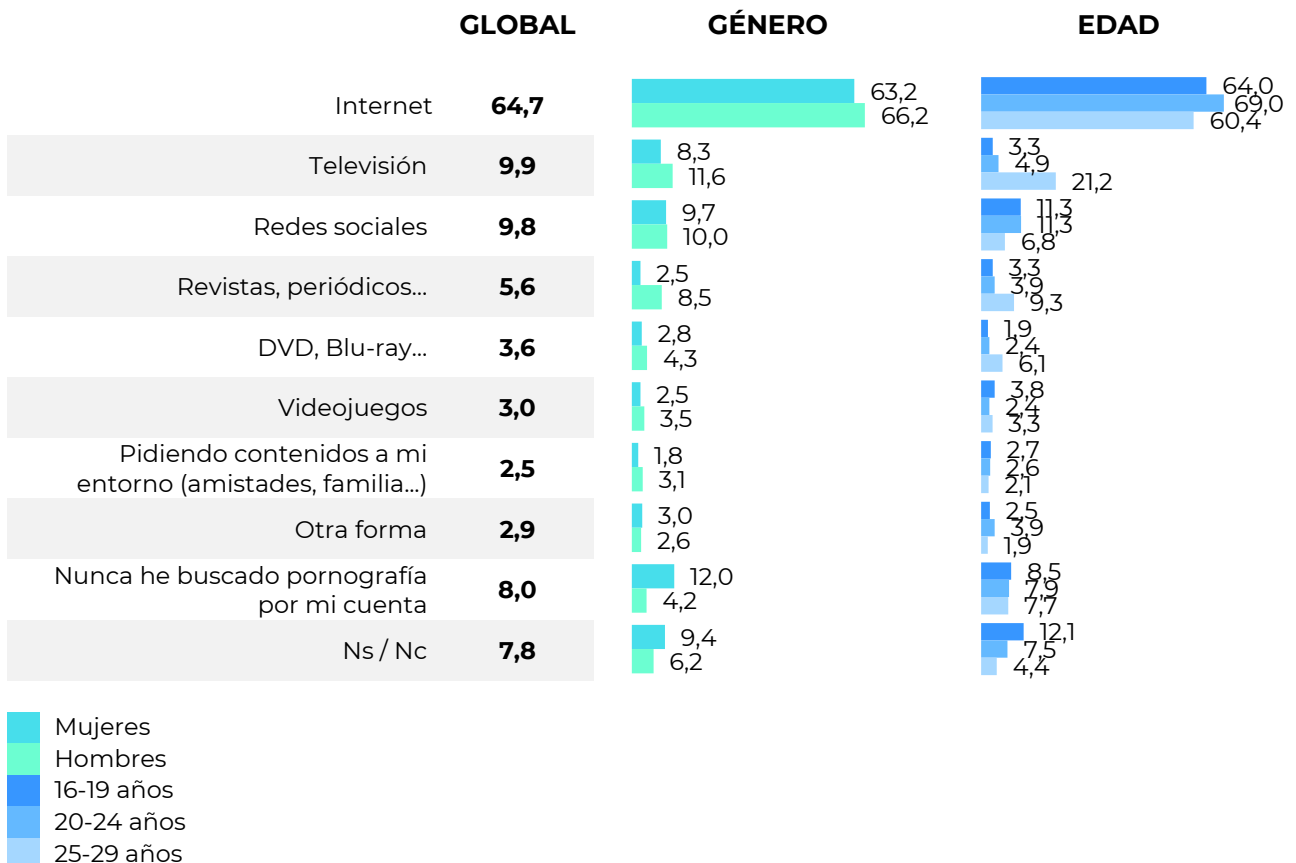 GLOBAL GÉNERO EDAD
Internet 64,7 63,2 66,2 64,0 69,0 60,4
Televisión 9,9 8,3 11,6 3,3 4,9 21,2
Redes sociales 9,8 9,7 10,0 11,3 11,3 6,8
Revistas, periódicos... 5,6 2,5 8,5 3,3 3,9 9,3
DVD, Blu-ray... 3,6 2,8 4,3 1,9 2,4 6,1
Videojuegos 3,0 2,5 3,5 3,8 2,4 3,3
Pidiendo contenidos a mi
entorno (amistades, familia...) 2,5 1,8 3,1 2,7 2,6 2,1
Otra forma 2,9 3,0 2,6 2,5 3,9 1,9
Nunca he buscado pornografía
por mi cuenta 8,0 12,0 4,2 8,5 7,9 7,7
Ns / Nc 7,8 9,4 6,2 12,1 7,5 4,4
Mujeres
Hombres
16-19 años
20-24 años
25-29 años